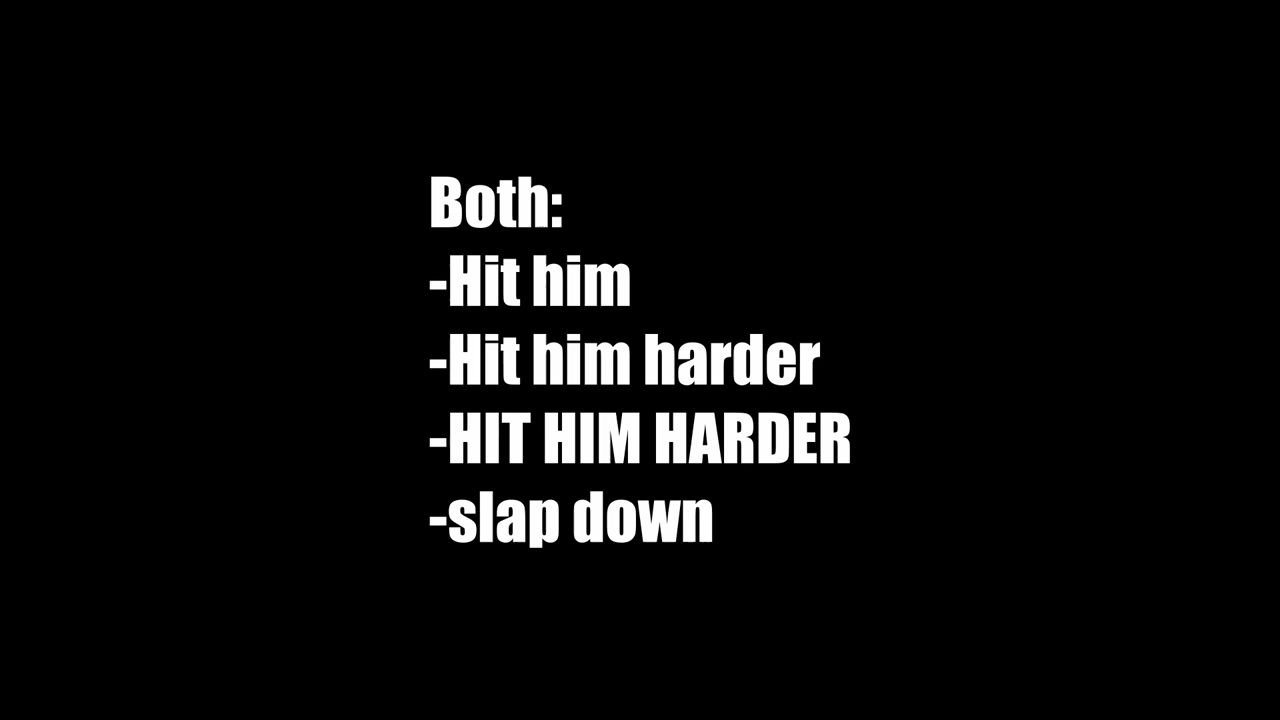 Both:
-Hit him
-Hit him harder
-HIT HIM HARDER
-slap down